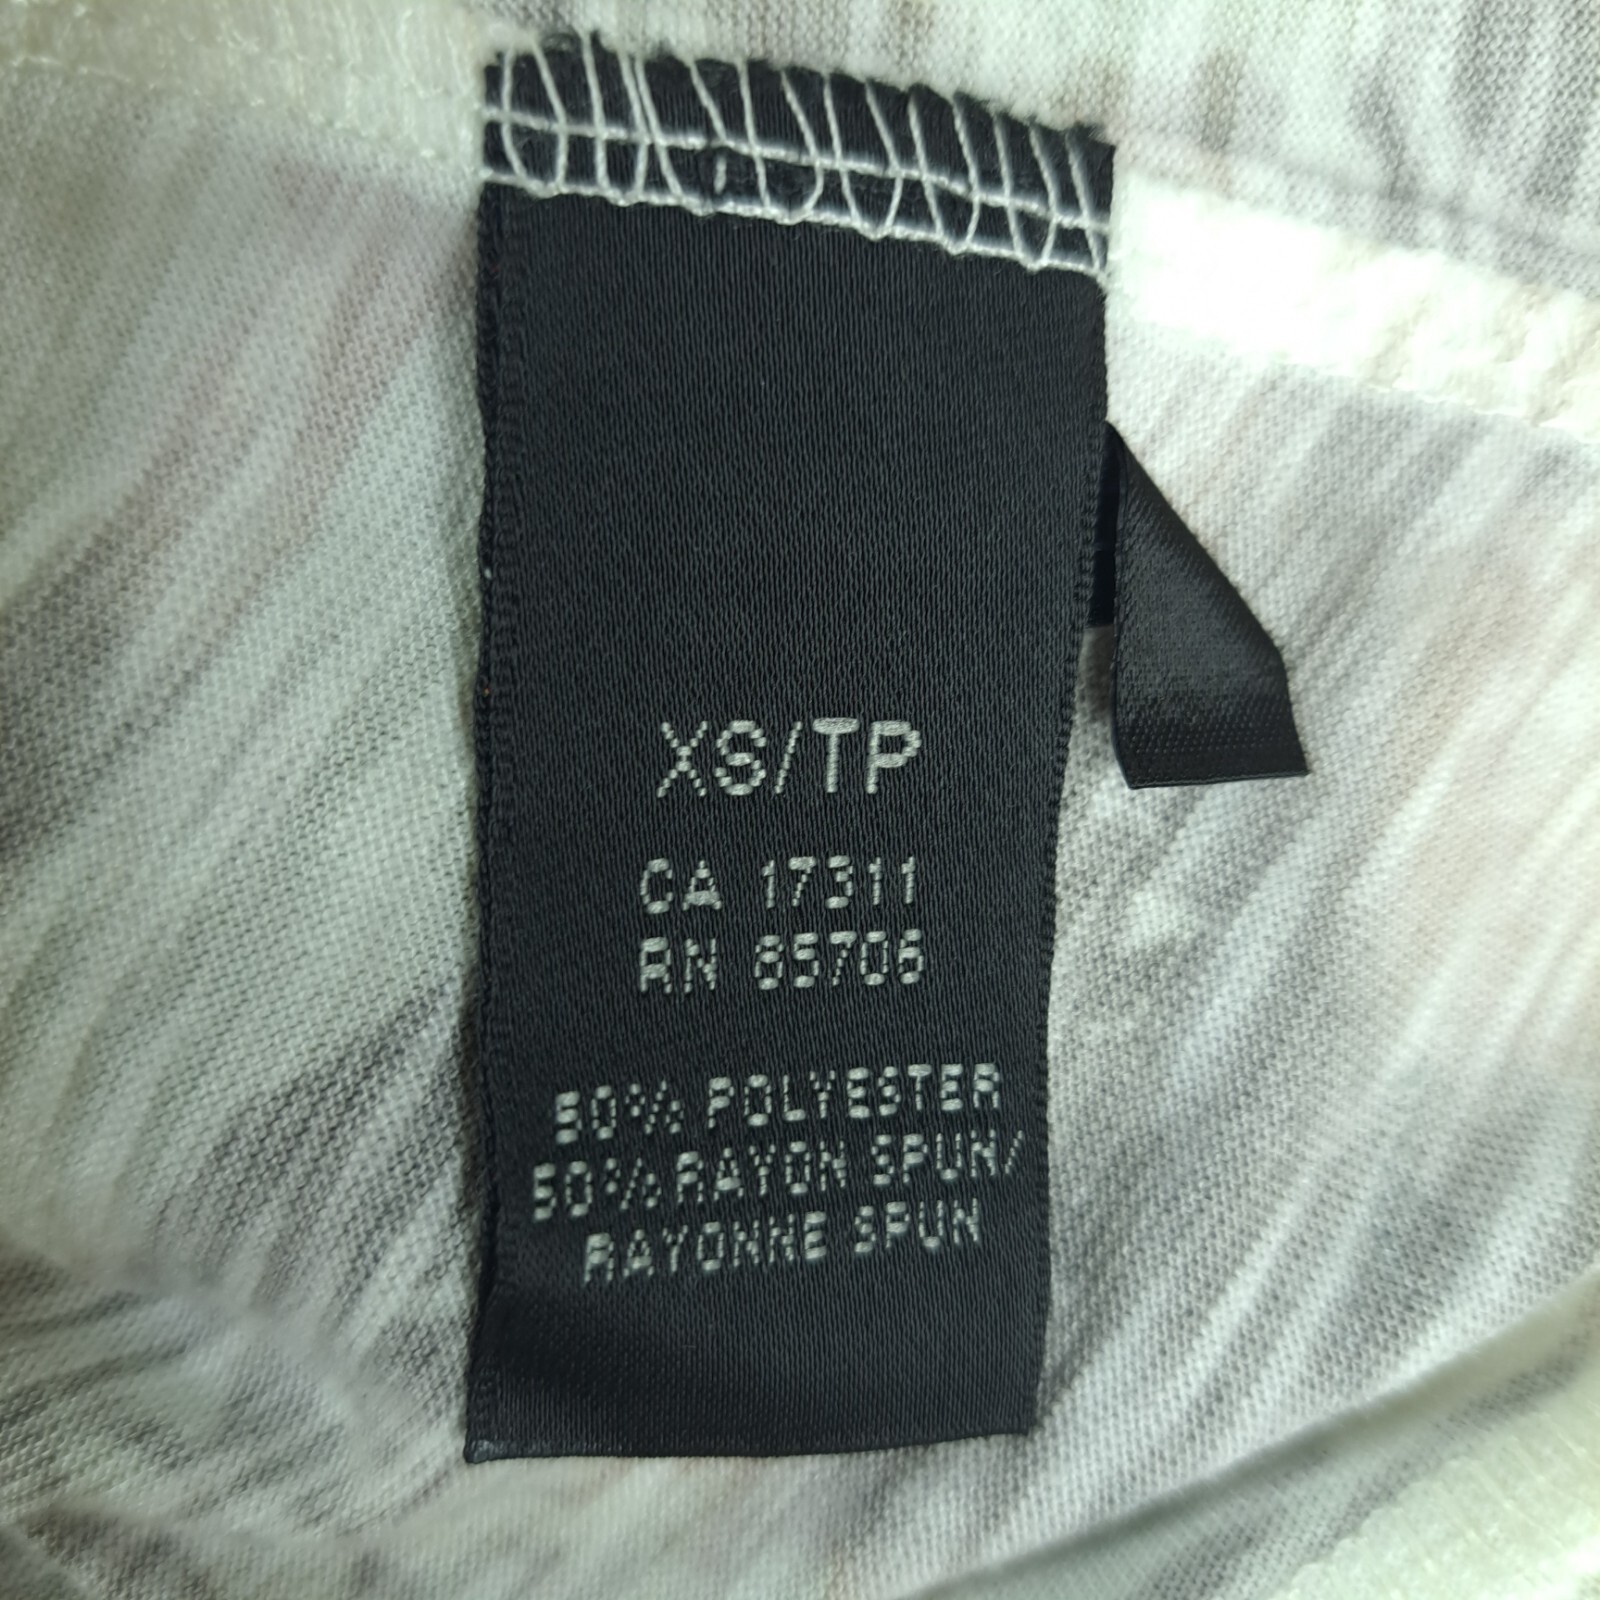 XS/TP
CA 17311
RN 85706
50% POLYESTER
50% RAYON SPUN/
RAYONNE SPUN